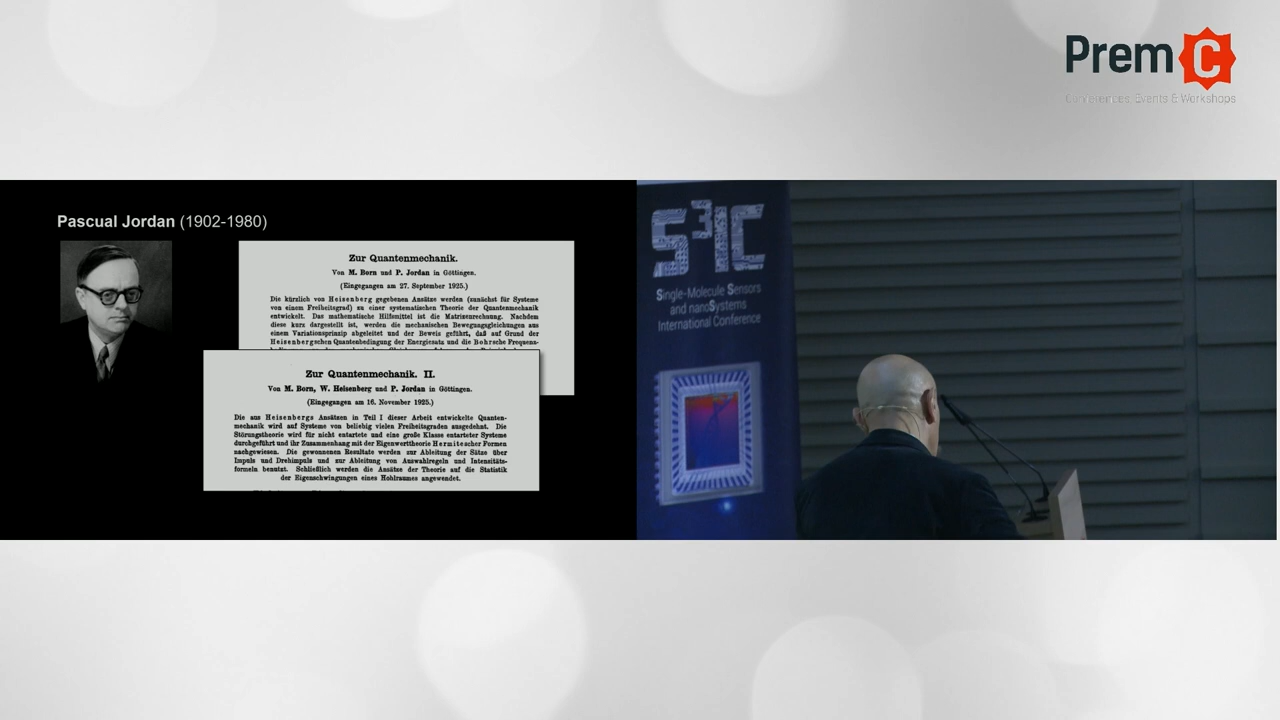 Prem C
Conferences, Events & Workshops
Pascual Jordan (1902-1980)
Zur Quantenmechanik.
Von M. Born und P. Jordan in Göttingen.
(Eingegangen am 27. September 1925.)
Die kürzlich von Heisenberg gegebenen Ansätze werden (zunächst für Systeme
von einem Freiheitsgrad) zu einer systematischen Theorie der Quantenmechanik
entwickelt. Das mathematische Hilfsmittel ist die Matrizenrechnung. Nachdem
diese kurz dargestellt ist, werden die mechanischen Bewegungsgleichungen aus
einem Variationsprinzip abgeleitet und der Beweis geführt, daß auf Grund der
Heisenbergschen Quantenbedingung der Energiesatz und die Bohrsche Frequens-
Zur Quantenmechanik. II.
Von M. Born, W. Heisenberg und P. Jordan in Göttingen.
(Eingegangen am 16. November 1925.)
Die aus Heisenbergs Ansätzen in Teil I dieser Arbeit entwickelte Quanten-
mechanik wird auf Systeme von beliebig vielen Freiheitsgraden ausgedehnt. Die
Störungstheorie wird für nicht entartete und eine große Klasse entarteter Systeme
durchgeführt und ihr Zusammenhang mit der Eigenwerttheorie Hermitescher Formen
nachgewiesen. Die gewonnenen Resultate werden zur Ableitung der Sätze über
Impuls und Drehimpuls und zur Ableitung von Auswahlregeln und Intensitäts-
formeln benutzt. Schließlich werden die Ansätze der Theorie auf die Statistik
der Eigenschwingungen eines Hohlraumes angewendet.
S3IC
Single-Molecule Sensors
and nanoSystems
International Conference